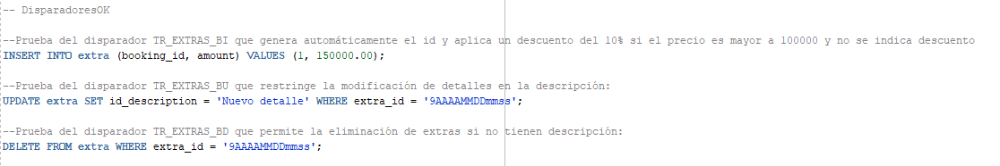 -- DisparadoresOK
--Prueba del disparador TR_EXTRAS_BI que genera automáticamente el id y aplica un descuento del 10% si el precio es mayor a 100000 y no se indica descuento
INSERT INTO extra (booking_id, amount) VALUES (1, 150000.00);
--Prueba del disparador TR_EXTRAS_BU que restringe la modificación de detalles en la descripción:
UPDATE extra SET id_description = 'Nuevo detalle' WHERE extra_id = '9AAAAMMDDmmss';
--Prueba del disparador TR_EXTRAS_BD que permite la eliminación de extras si no tienen descripción:
DELETE FROM extra WHERE extra_id = '9AAAAMMDDmmss';